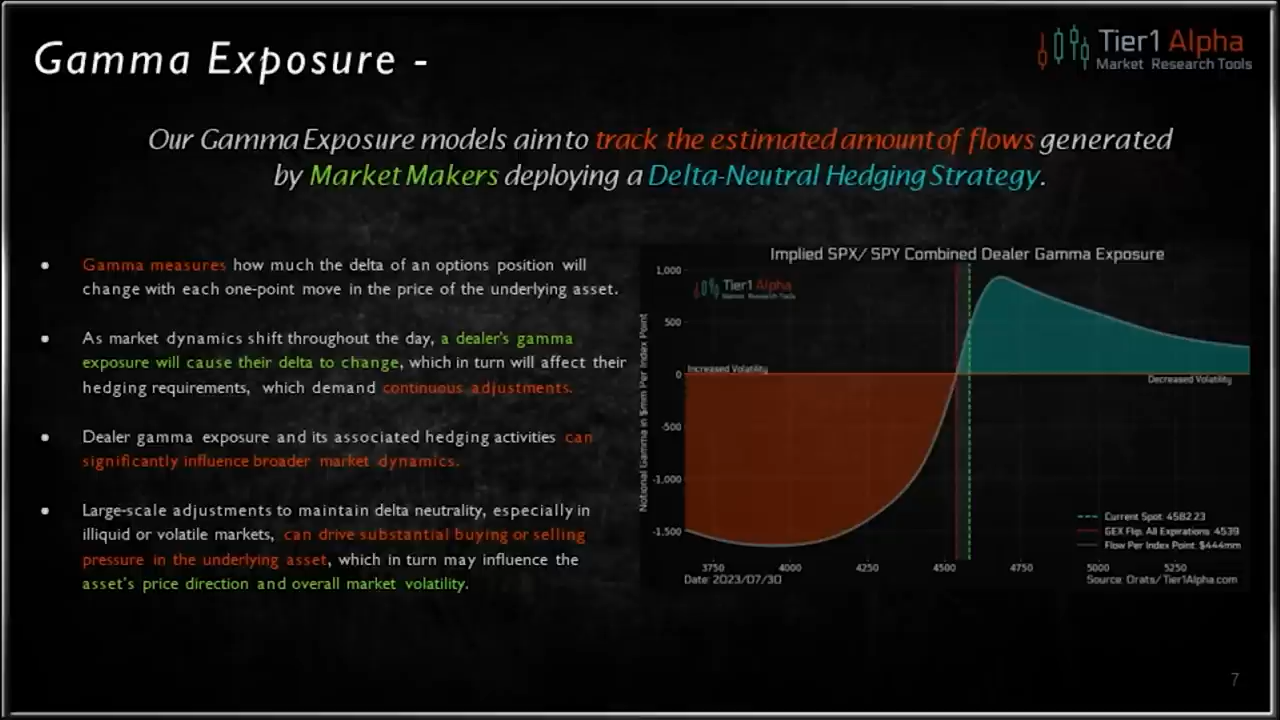 Gamma Exposure -
Tier1 Alpha
Market Research Tools
Our Gamma Exposure models aim to track the estimated amount of flows generated
by Market Makers deploying a Delta-Neutral Hedging Strategy.
• Gamma measures how much the delta of an options position will
change with each one-point move in the price of the underlying asset.
• As market dynamics shift throughout the day, a dealer's gamma
exposure will cause their delta to change, which in turn will affect their
hedging requirements, which demand continuous adjustments.
• Dealer gamma exposure and its associated hedging activities can
significantly influence broader market dynamics.
• Large-scale adjustments to maintain delta neutrality, especially in
illiquid or volatile markets, can drive substantial buying or selling
pressure in the underlying asset, which in turn may influence the
asset's price direction and overall market volatility.
Implied SPX/SPY Combined Dealer Gamma Exposure
Tier1 Alpha
Market Research Tools
Notional Gamma in $mm Per Index Point
1,000
500
0
-500
-1,000
-1,500
Increased Volatility
Decreased Volatility
Current Spot: 4582.23
GEX Flip, All Expirations: 4539
Flow Per Index Point: $444mm
3750 4000 4250 4500 4750 5000 5250
Date: 2023/07/30
Source: Orats/Tier1Alpha.com
7